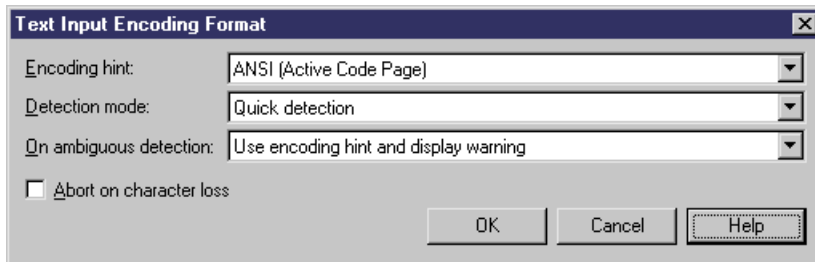 Text Input Encoding Format
Encoding hint: ANSI (Active Code Page)
Detection mode: Quick detection
On ambiguous detection: Use encoding hint and display warning
Abort on character loss
OK Cancel Help